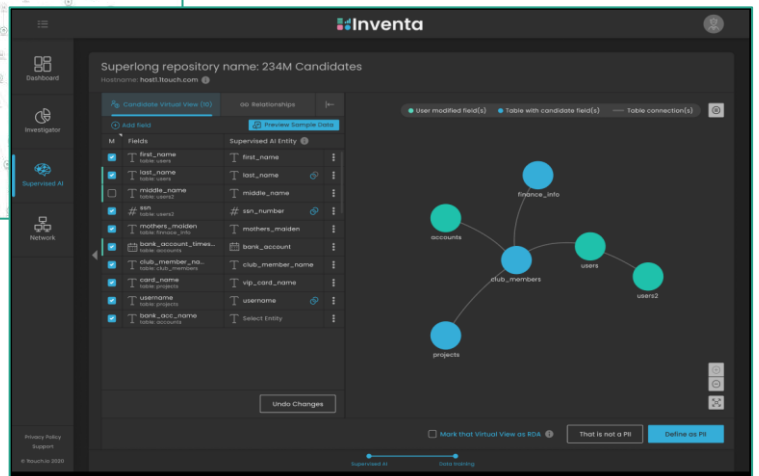 Inventa
Superlong repository name: 234M Candidates
Hostname: host1.1touch.com
Dashboard
Investigator
Supervised AI
Network
Privacy Policy
Support
© 1touch.io 2020
Candidate Virtual View (10)
Relationships
Add field
Preview Sample Data
M Fields Supervised AI Entity
first_name
table: users
first_name
last_name
table: users
last_name
middle_name
table: users2
middle_name
ssn
table: users2
ssn_number
mothers_maiden
table: finance_info
mothers_maiden
bank_account_times...
table: accounts
bank_account
club_member_na...
table: club_members
club_member_name
card_name
table: projects
vip_card_name
username
table: projects
username
bank_acc_name
table: accounts
Select Entity
Undo Changes
User modified field(s)
Table with candidate field(s)
Table connection(s)
finance_info
accounts
club_members
users
users2
projects
Mark that Virtual View as RDA
That is not a PII
Define as PII
Supervised AI
Data training